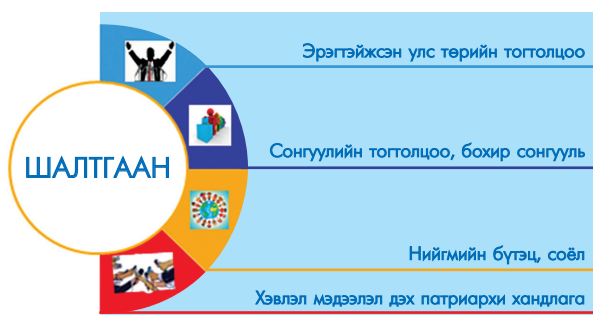 Эрэгтэйжсэн улс төрийн тогтолцоо
Сонгуулийн тогтолцоо, бохир сонгууль
ШАЛТГААН
Нийгмийн бүтэц, соёл
Хэвлэл мэдээлэл дэх патриархи хандлага